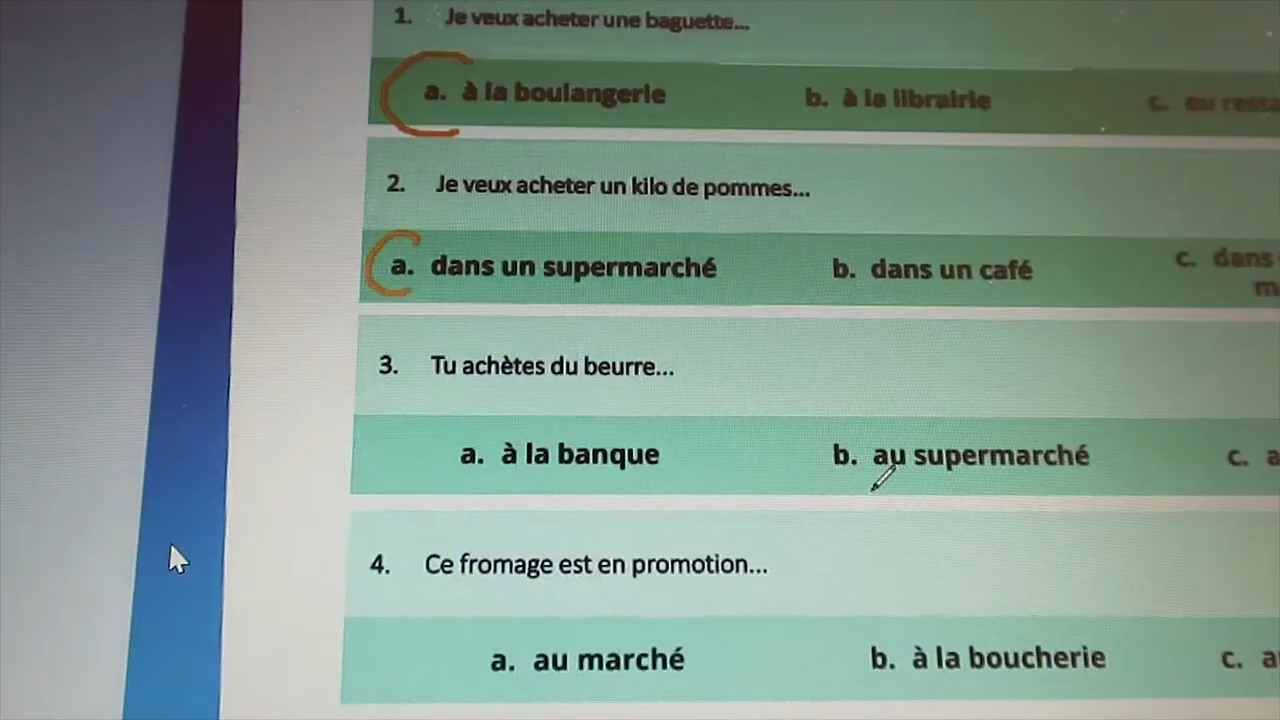 1. Je veux acheter une baguette...
a. à la boulangerie b. à la librairie c. au
2. Je veux acheter un kilo de pommes...
a. dans un supermarché b. dans un café c. dans
3. Tu achètes du beurre...
a. à la banque b. au supermarché c.
4. Ce fromage est en promotion...
a. au marché b. à la boucherie c.